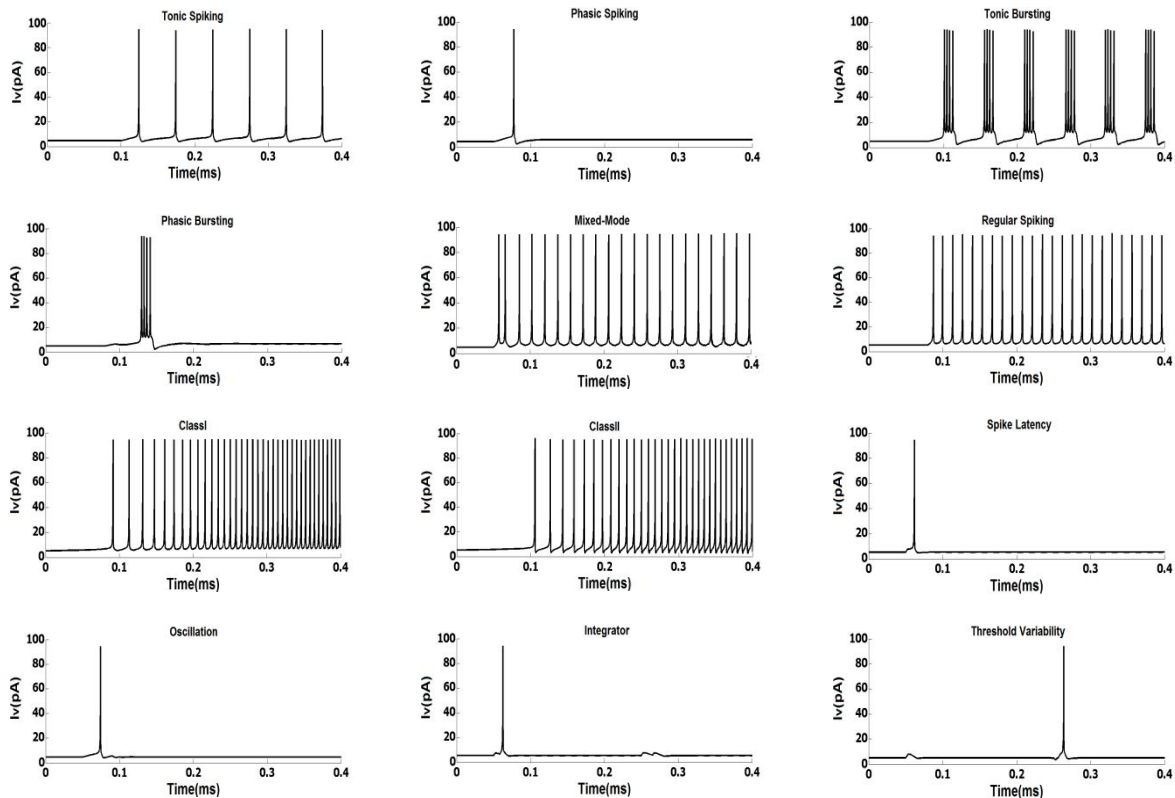 Tonic Spiking
Iv(pA)
100
80
60
40
20
0
0 0.1 0.2 0.3 0.4
Time(ms)
Phasic Spiking
Iv(pA)
100
80
60
40
20
0
0 0.1 0.2 0.3 0.4
Time(ms)
Tonic Bursting
Iv(pA)
100
80
60
40
20
0
0 0.1 0.2 0.3 0.4
Time(ms)
Phasic Bursting
Iv(pA)
100
80
60
40
20
0
0 0.1 0.2 0.3 0.4
Time(ms)
Mixed-Mode
Iv(pA)
100
80
60
40
20
0
0 0.1 0.2 0.3 0.4
Time(ms)
Regular Spiking
Iv(pA)
100
80
60
40
20
0
0 0.1 0.2 0.3 0.4
Time(ms)
ClassI
Iv(pA)
100
80
60
40
20
0
0 0.1 0.2 0.3 0.4
Time(ms)
ClassII
Iv(pA)
100
80
60
40
20
0
0 0.1 0.2 0.3 0.4
Time(ms)
Spike Latency
Iv(pA)
100
80
60
40
20
0
0 0.1 0.2 0.3 0.4
Time(ms)
Oscillation
Iv(pA)
100
80
60
40
20
0
0 0.1 0.2 0.3 0.4
Time(ms)
Integrator
Iv(pA)
100
80
60
40
20
0
0 0.1 0.2 0.3 0.4
Time(ms)
Threshold Variability
Iv(pA)
100
80
60
40
20
0
0 0.1 0.2 0.3 0.4
Time(ms)